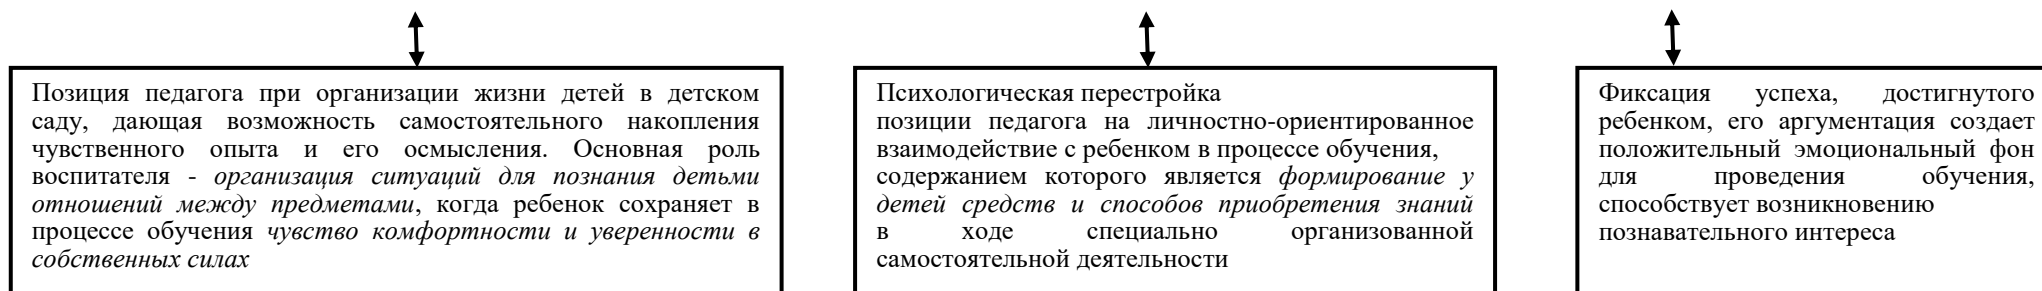 Позиция педагога при организации жизни детей в детском
саду, дающая возможность самостоятельного накопления
чувственного опыта и его осмысления. Основная роль
воспитателя - организация ситуаций для познания детьми
отношений между предметами, когда ребенок сохраняет в
процессе обучения чувство комфортности и уверенности в
собственных силах
Психологическая перестройка
позиции педагога на личностно-ориентированное
взаимодействие с ребенком в процессе обучения,
содержанием которого является формирование у
детей средств и способов приобретения знаний
в ходе специально организованной
самостоятельной деятельности
Фиксация успеха, достигнутого
ребенком, его аргументация создает
положительный эмоциональный фон
для проведения обучения,
способствует возникновению
познавательного интереса